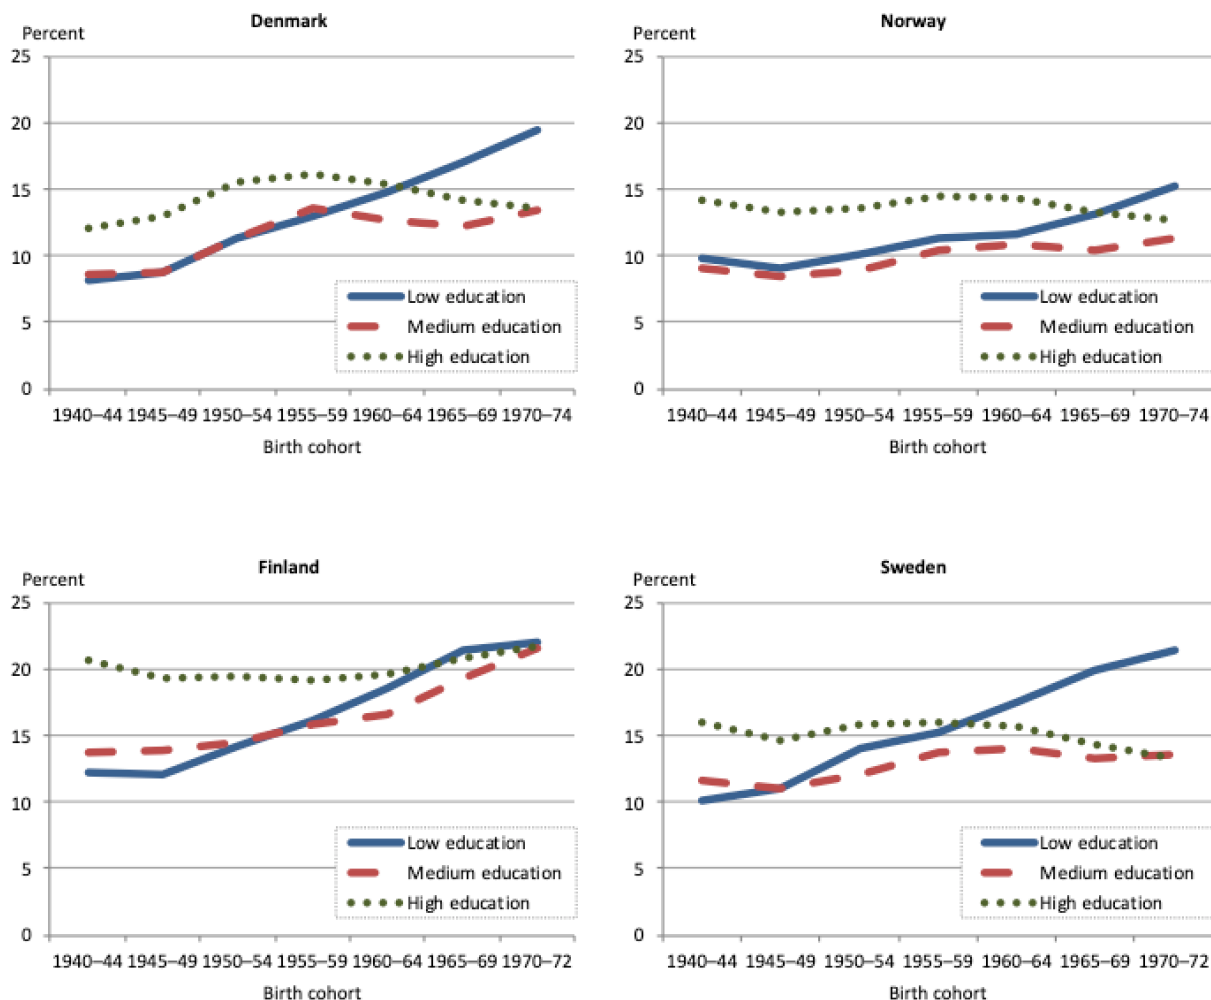 Denmark
Percent
25
20
15
10
5
0
Low education
Medium education
High education
1940–44 1945–49 1950–54 1955–59 1960–64 1965–69 1970–74
Birth cohort
Norway
Percent
25
20
15
10
5
0
Low education
Medium education
High education
1940–44 1945–49 1950–54 1955–59 1960–64 1965–69 1970–74
Birth cohort
Finland
Percent
25
20
15
10
5
0
Low education
Medium education
High education
1940–44 1945–49 1950–54 1955–59 1960–64 1965–69 1970–72
Birth cohort
Sweden
Percent
25
20
15
10
5
0
Low education
Medium education
High education
1940–44 1945–49 1950–54 1955–59 1960–64 1965–69 1970–72
Birth cohort